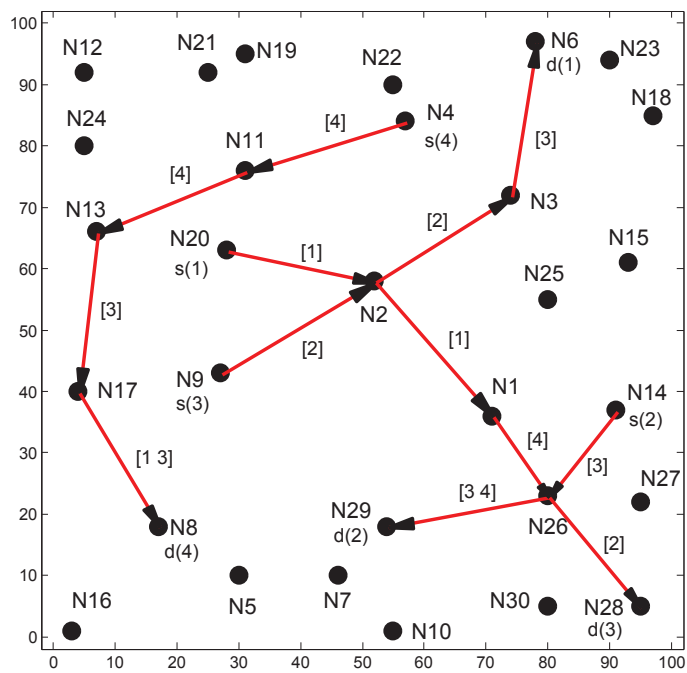 100
N12
N21
N19
N6
d(1)
N23
90
N22
N18
80
N24
N11
[4]
N4
s(4)
[3]
70
[4]
N13
N3
60
N20
s(1)
[1]
[2]
N15
N25
50
[3]
N2
[1]
40
N17
N9
s(3)
[2]
N1
N14
s(2)
30
[1 3]
[4]
[3]
20
N29
d(2)
[3 4]
N26
N27
N8
d(4)
[2]
10
N16
N5
N7
N30
N28
d(3)
0
N10
0 10 20 30 40 50 60 70 80 90 100